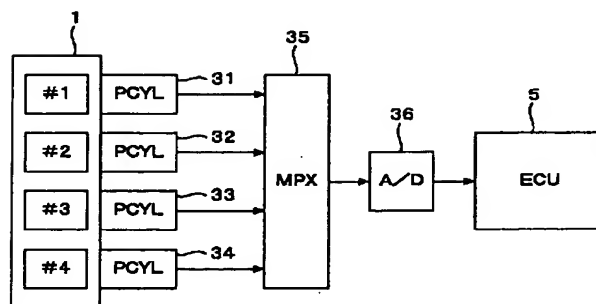 1
#1 PCYL 31
#2 PCYL 32
#3 PCYL 33
#4 PCYL 34
35
MPX
36
A/D
5
ECU